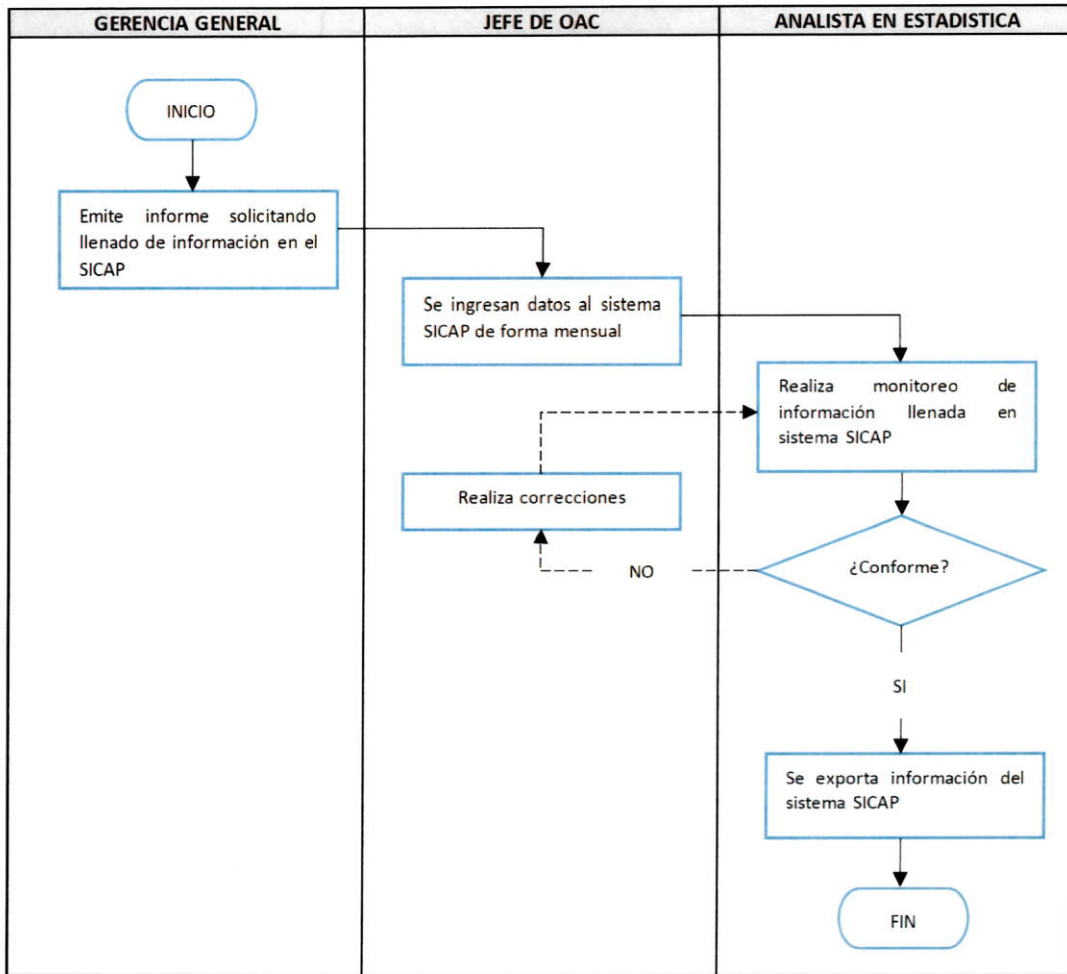 GERENCIA GENERAL
JEFE DE OAC
ANALISTA EN ESTADISTICA
INICIO
Emite informe solicitando
llenado de información en el
SICAP
Se ingresan datos al sistema
SICAP de forma mensual
Realiza monitoreo de
información llenada en
sistema SICAP
Realiza correcciones
¿Conforme?
NO
SI
Se exporta información del
sistema SICAP
FIN